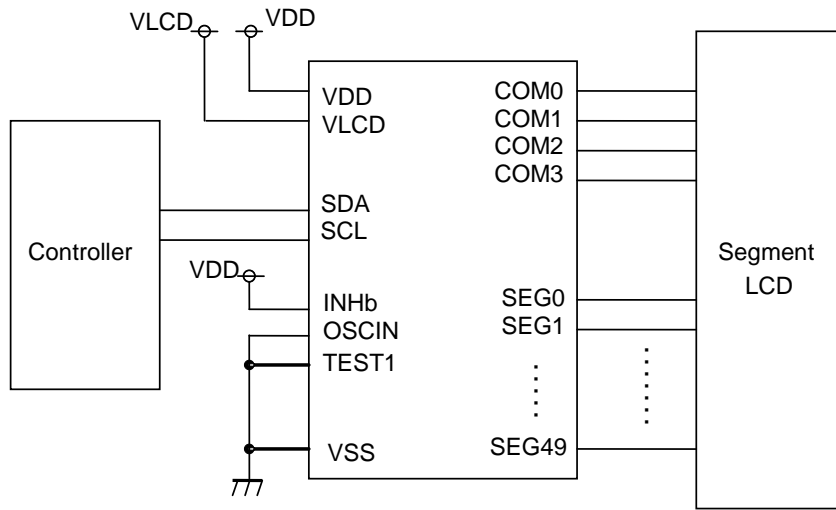 VLCD
VDD
VDD
VLCD
SDA
SCL
VDD
INHb
OSCIN
TEST1
VSS
COM0
COM1
COM2
COM3
SEG0
SEG1
SEG49
Controller
Segment
LCD